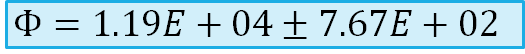 Φ = 1.19E + 04 ± 7.67E + 02